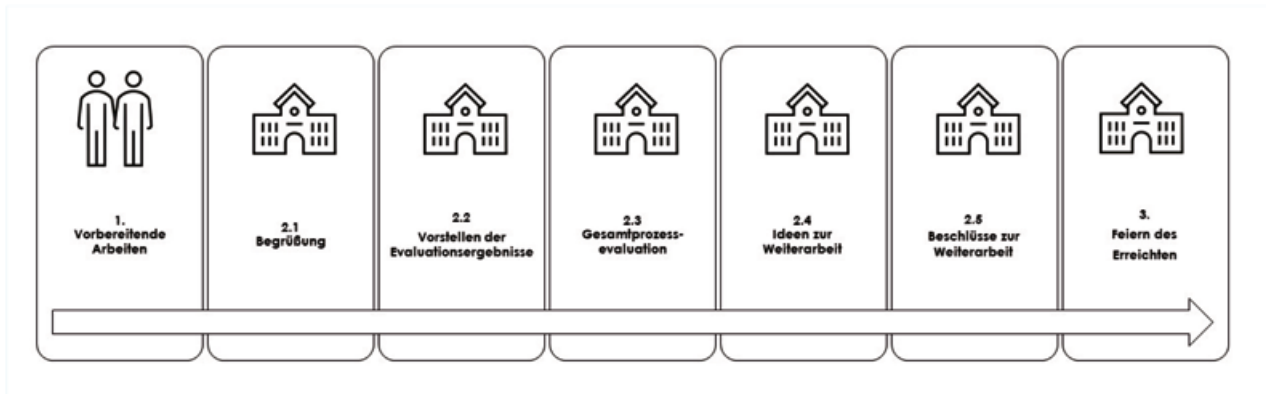 1.
Vorbereitende
Arbeiten
2.1
Begrüßung
2.2
Vorstellen der
Evaluationsergebnisse
2.3
Gesamtprozess-
evaluation
2.4
Ideen zur
Weiterarbeit
2.5
Beschlüsse zur
Weiterarbeit
3.
Feiern des
Erreichten